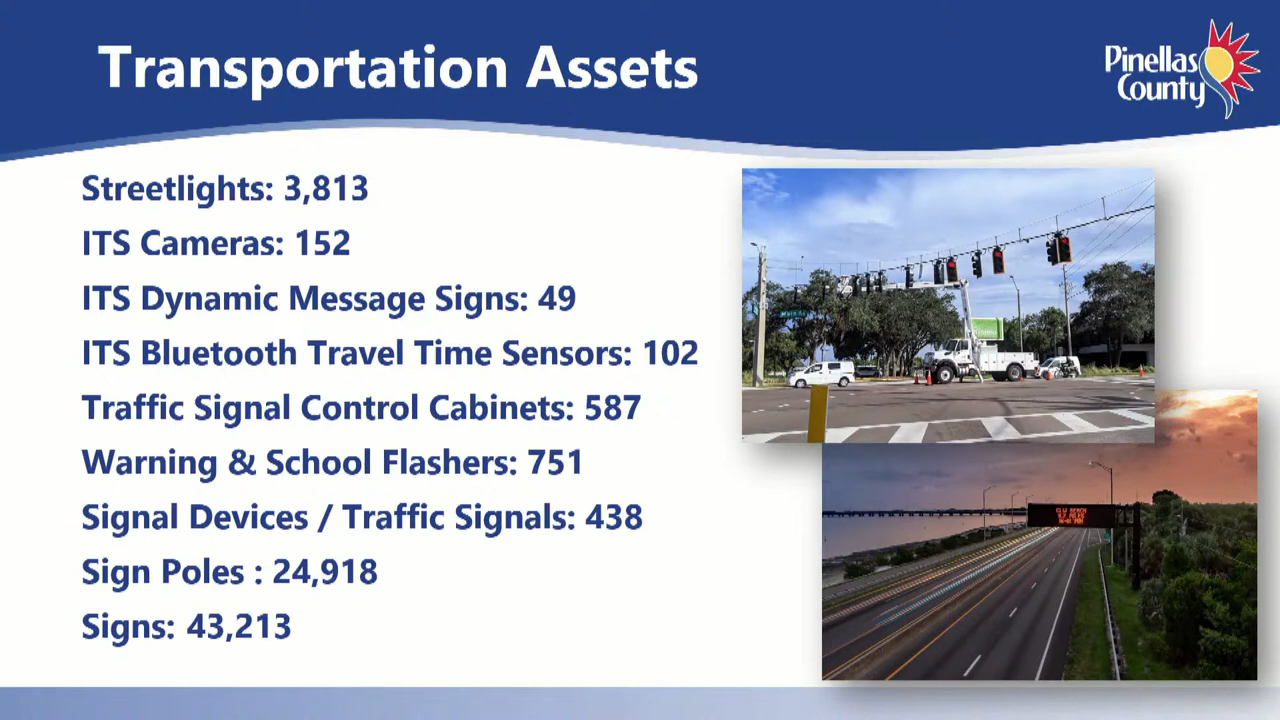 Transportation Assets
Pinellas
County
Streetlights: 3,813
ITS Cameras: 152
ITS Dynamic Message Signs: 49
ITS Bluetooth Travel Time Sensors: 102
Traffic Signal Control Cabinets: 587
Warning & School Flashers: 751
Signal Devices / Traffic Signals: 438
Sign Poles : 24,918
Signs: 43,213